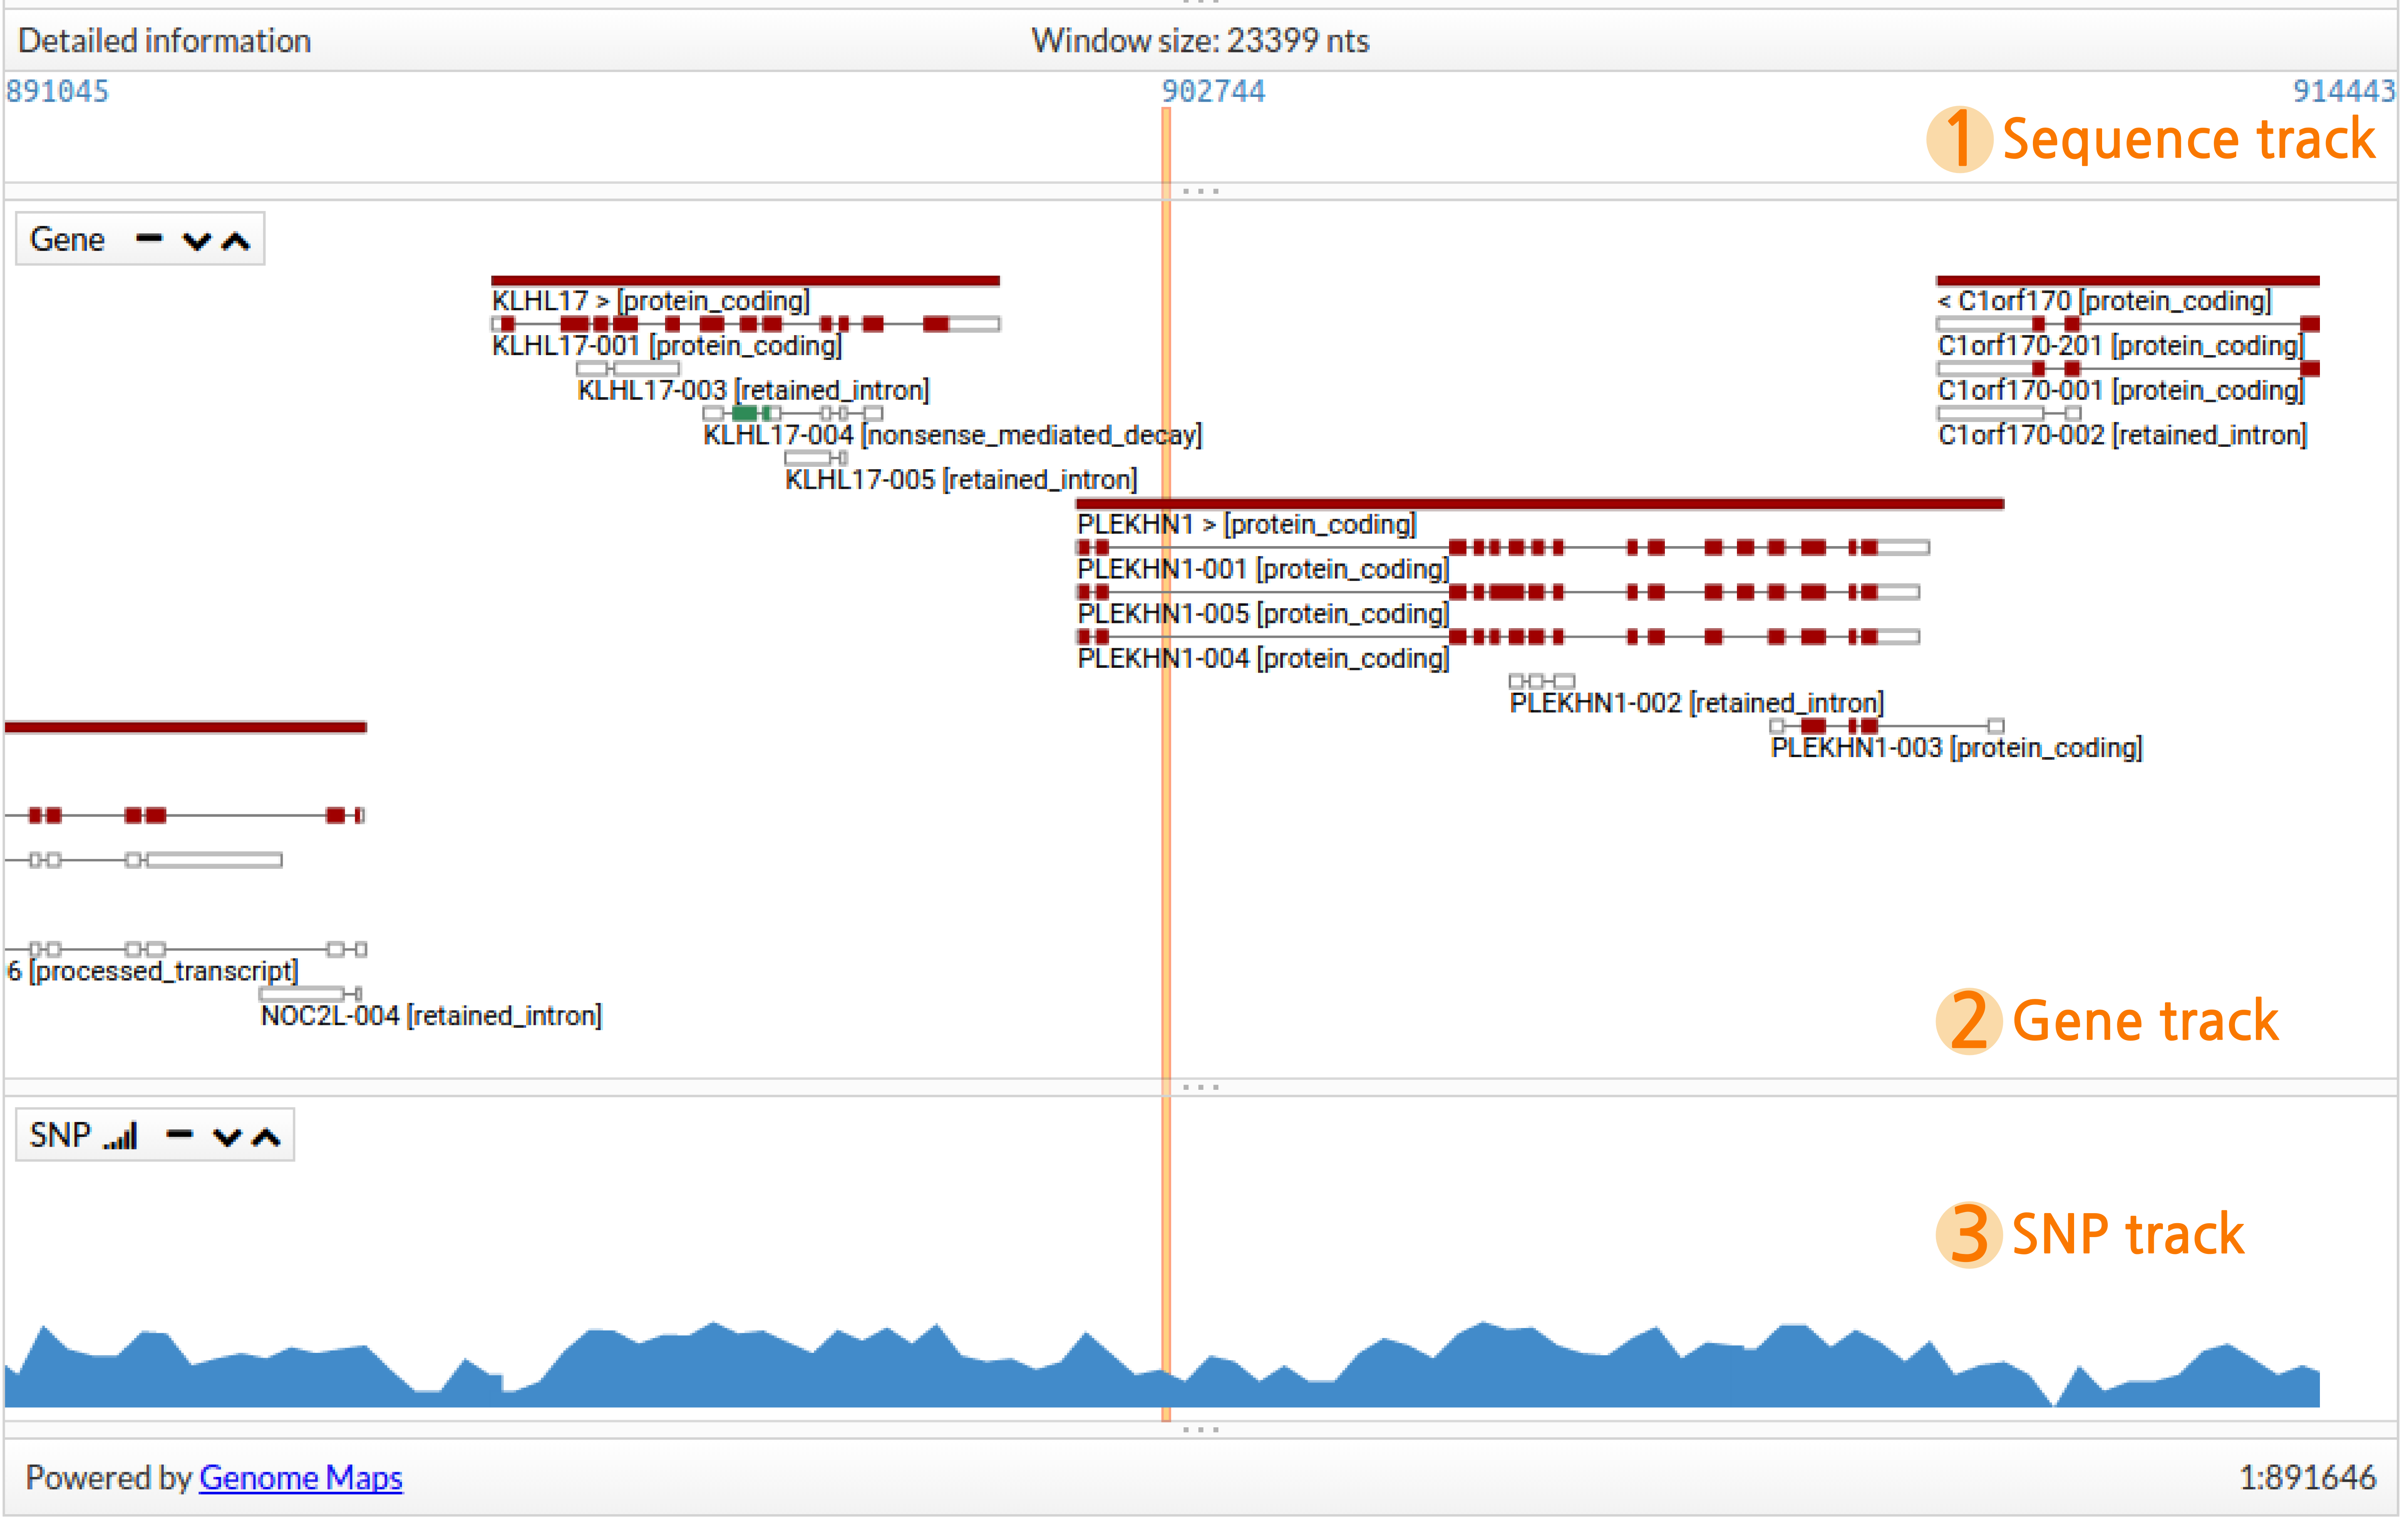 Detailed information Window size: 23399 nts
891045 902744 914443
1 Sequence track
Gene
KLHL17 > [protein_coding] < C1orf170 [protein_coding]
KLHL17-001 [protein_coding] C1orf170-201 [protein_coding]
KLHL17-003 [retained_intron] C1orf170-001 [protein_coding]
KLHL17-004 [nonsense_mediated_decay] C1orf170-002 [retained_intron]
KLHL17-005 [retained_intron]
PLEKHN1 > [protein_coding]
PLEKHN1-001 [protein_coding]
PLEKHN1-005 [protein_coding]
PLEKHN1-004 [protein_coding]
PLEKHN1-002 [retained_intron]
PLEKHN1-003 [protein_coding]
6 [processed_transcript]
NOC2L-004 [retained_intron]
2 Gene track
SNP
3 SNP track
Powered by Genome Maps 1:891646